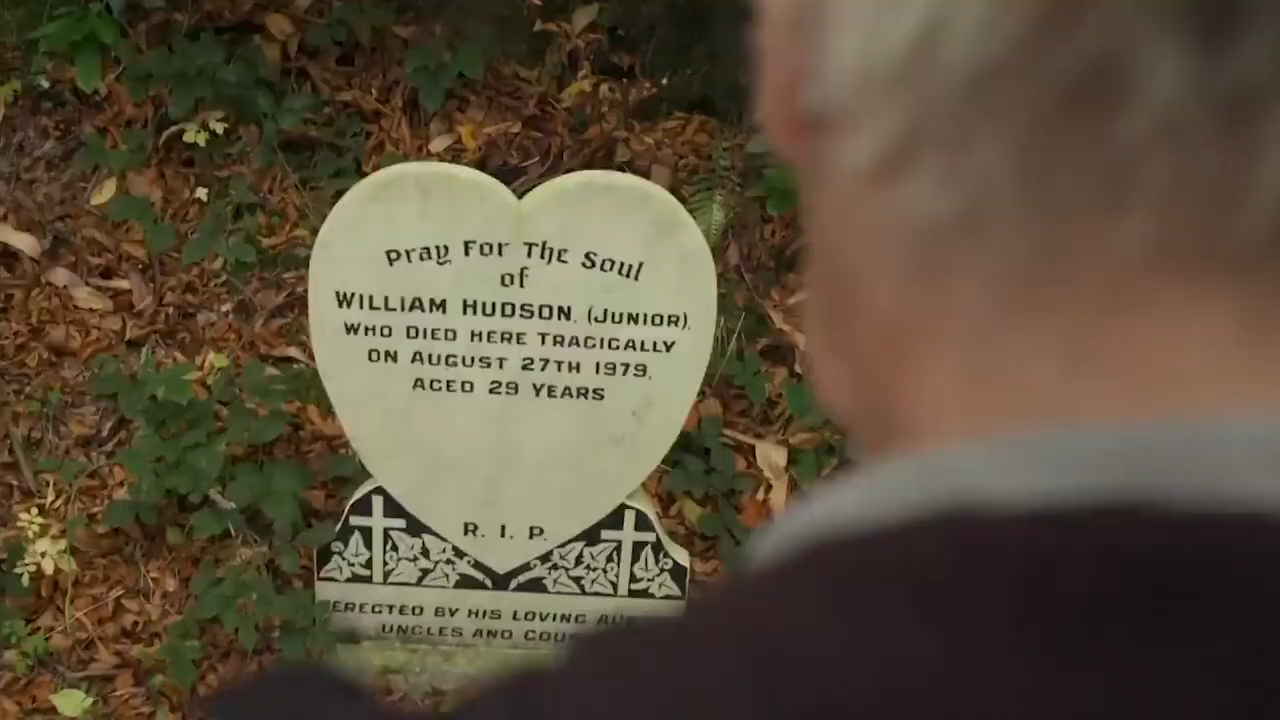 Pray For The Soul
of
WILLIAM HUDSON, (JUNIOR),
WHO DIED HERE TRAGICALLY
ON AUGUST 27TH 1979,
AGED 29 YEARS
R. I. P.
ERECTED BY HIS LOVING
UNCLES AND